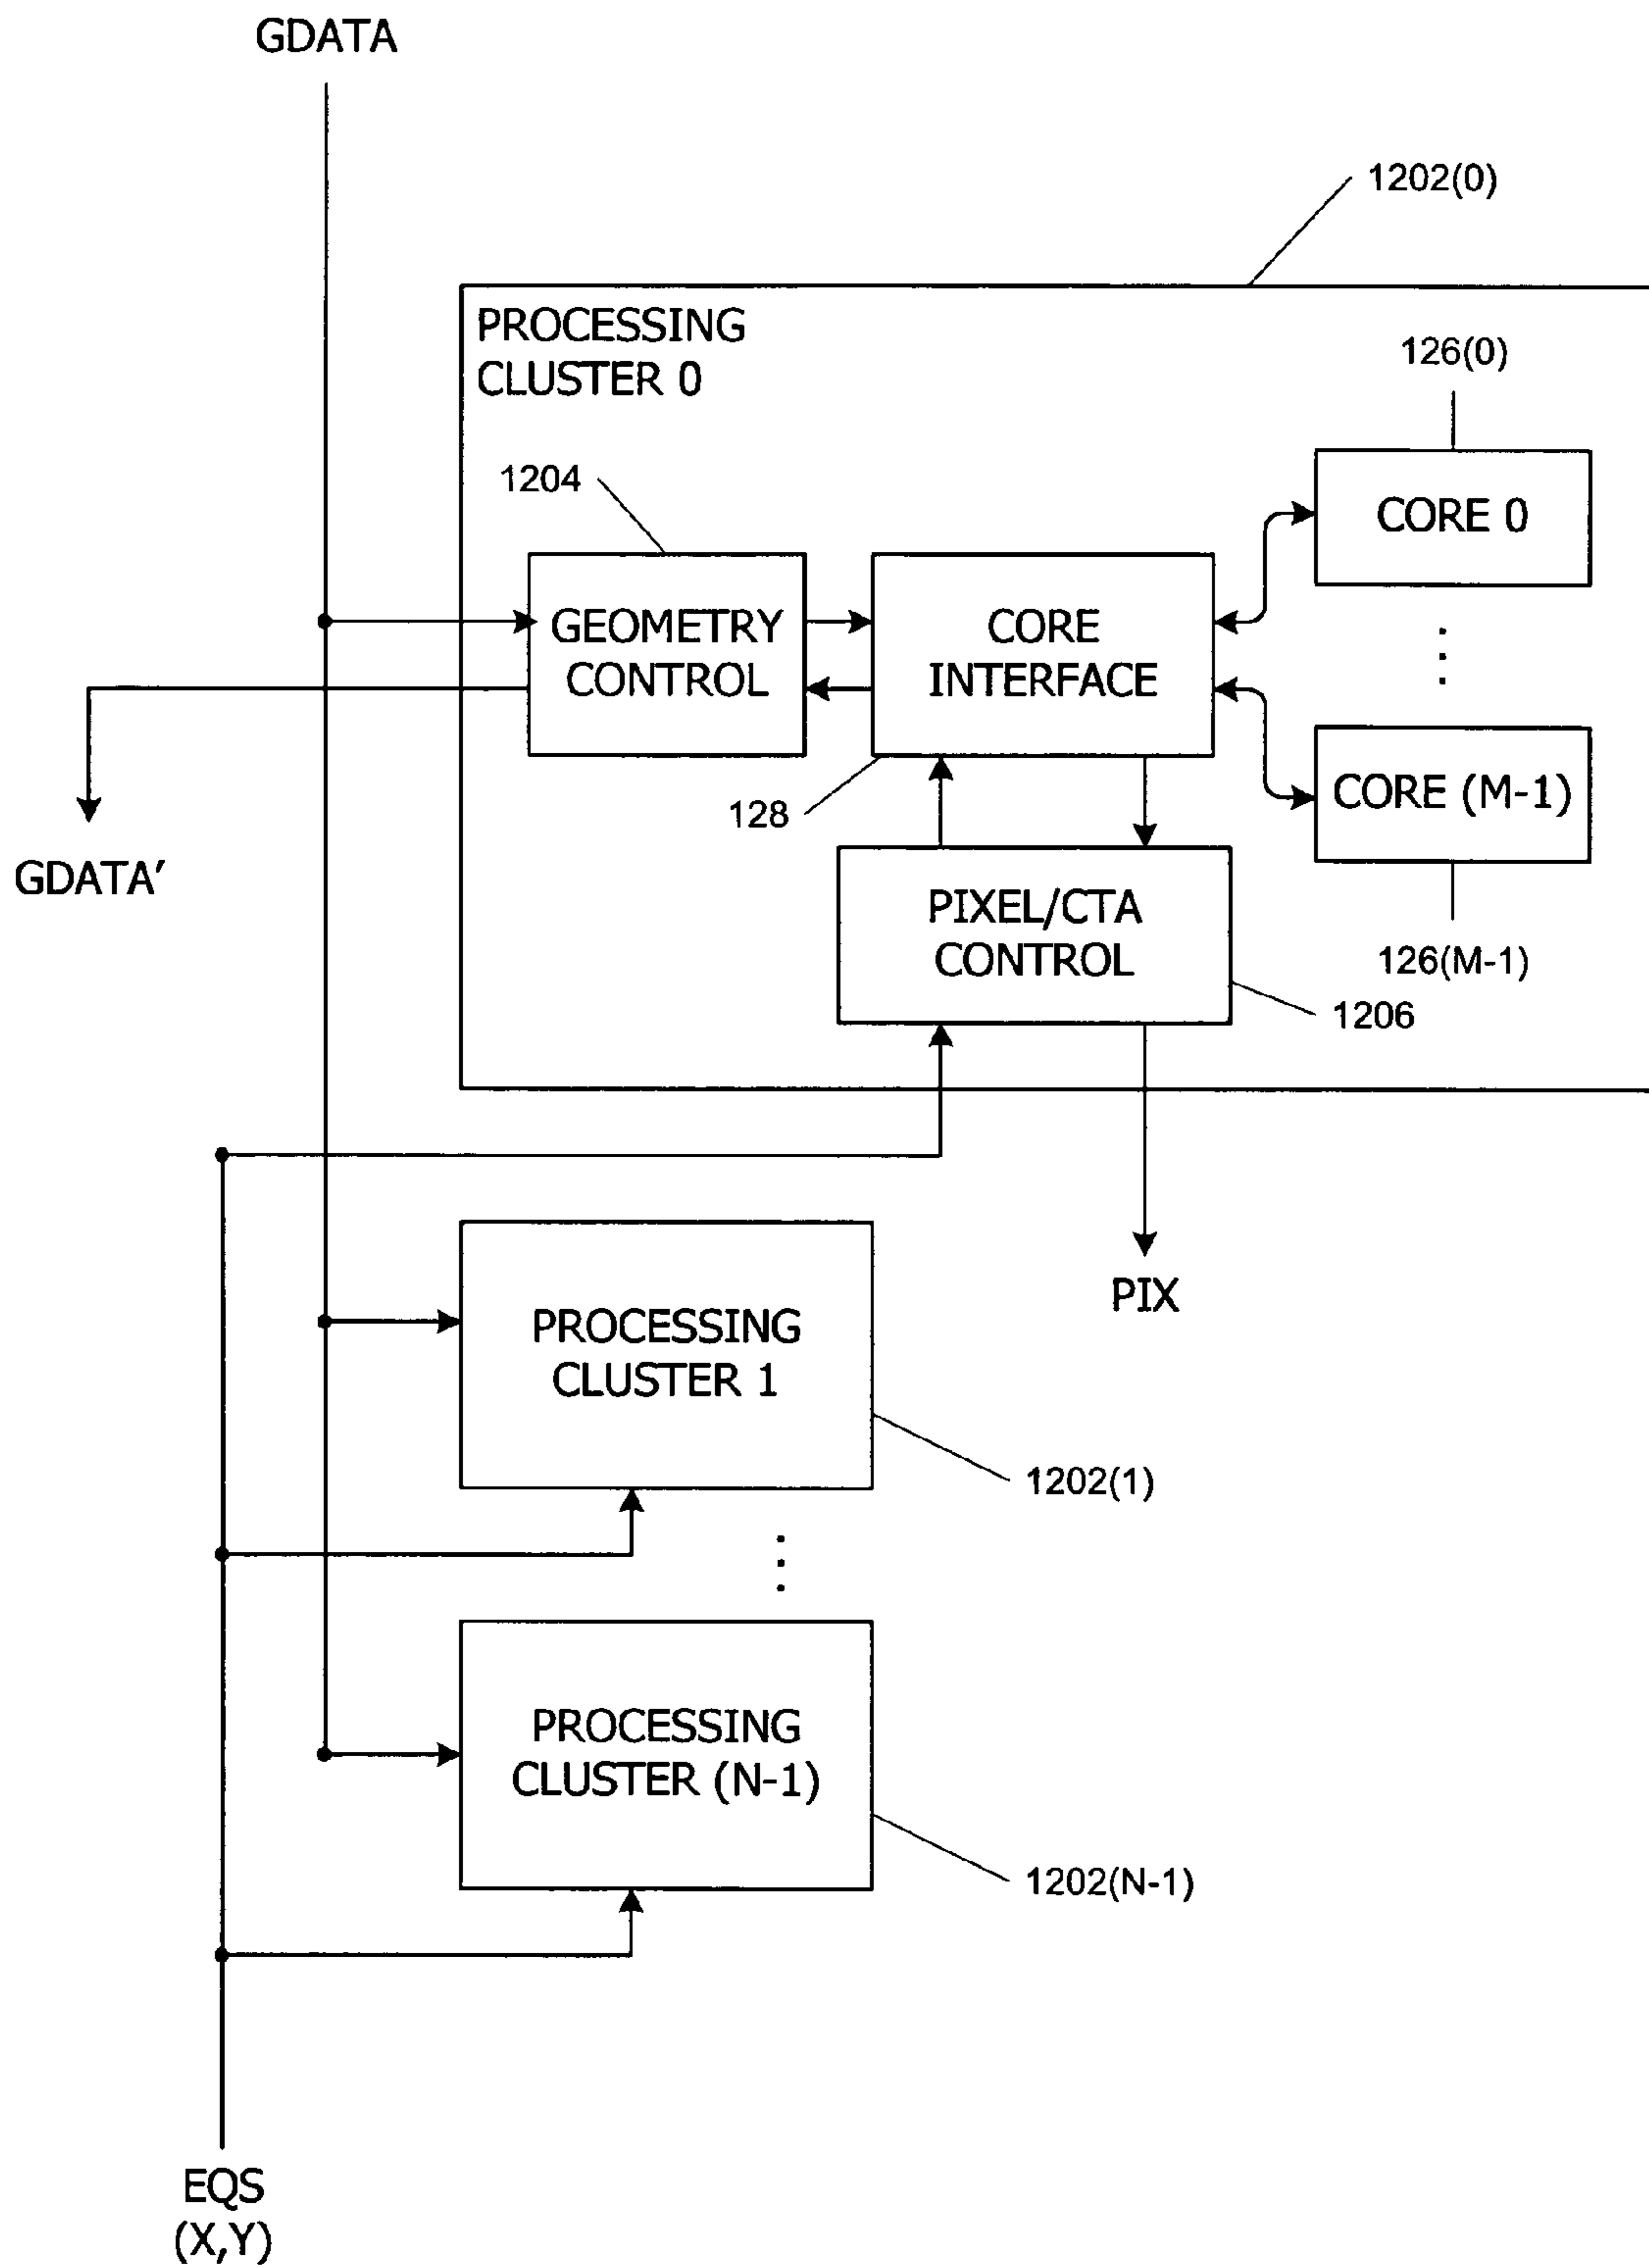 GDATA
1202(0)
PROCESSING
CLUSTER 0
126(0)
1204
CORE 0
GEOMETRY
CONTROL
CORE
INTERFACE
CORE (M-1)
128
GDATA'
PIXEL/CTA
CONTROL
126(M-1)
1206
PIX
PROCESSING
CLUSTER 1
1202(1)
PROCESSING
CLUSTER (N-1)
1202(N-1)
EQS
(X,Y)